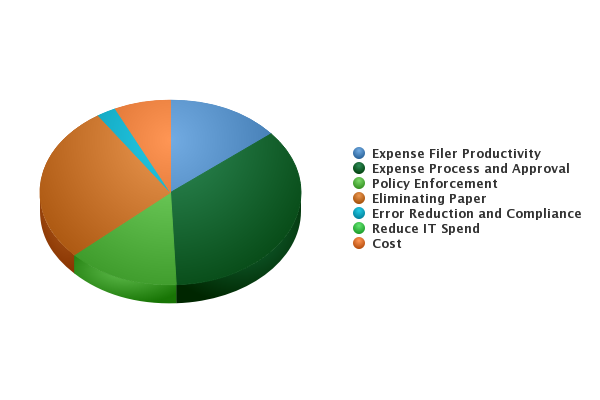 Expense Filer Productivity
Expense Process and Approval
Policy Enforcement
Eliminating Paper
Error Reduction and Compliance
Reduce IT Spend
Cost